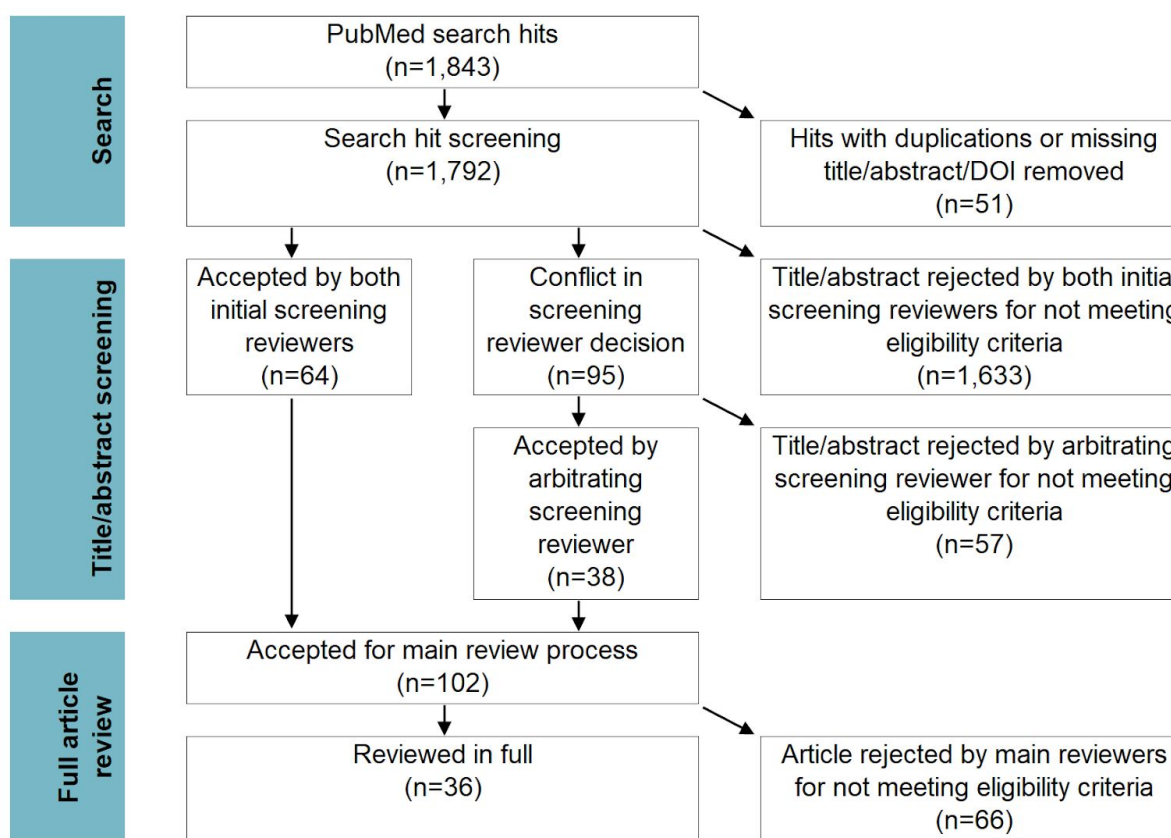 Search
PubMed search hits
(n=1,843)
Search hit screening
(n=1,792)
Hits with duplications or missing
title/abstract/DOI removed
(n=51)
Title/abstract screening
Accepted by both
initial screening
reviewers
(n=64)
Conflict in
screening
reviewer decision
(n=95)
Title/abstract rejected by both initial
screening reviewers for not meeting
eligibility criteria
(n=1,633)
Accepted by
arbitrating
screening
reviewer
(n=38)
Title/abstract rejected by arbitrating
screening reviewer for not meeting
eligibility criteria
(n=57)
Full article
review
Accepted for main review process
(n=102)
Reviewed in full
(n=36)
Article rejected by main reviewers
for not meeting eligibility criteria
(n=66)